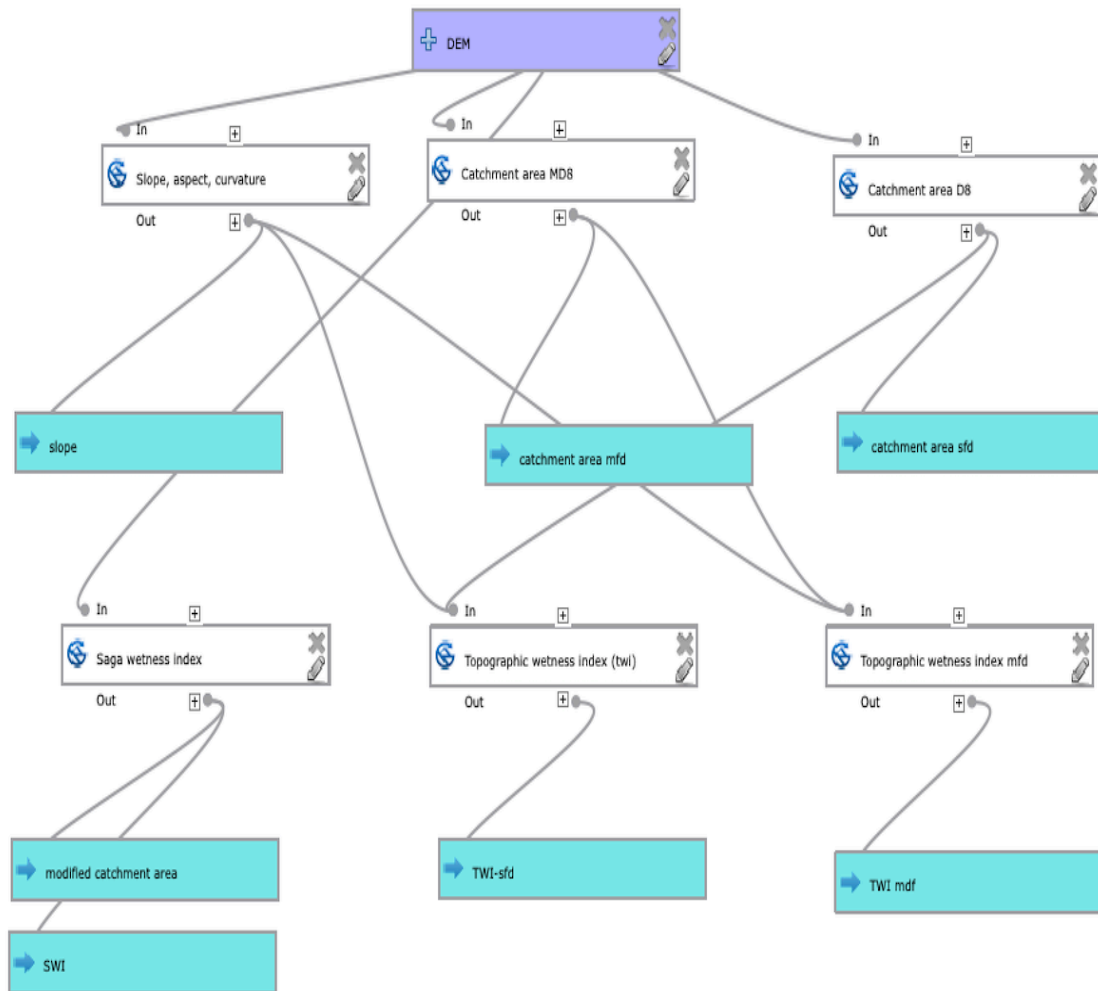 DEM
In
In
In
Slope, aspect, curvature
Catchment area MD8
Catchment area D8
Out
Out
Out
slope
catchment area mfd
catchment area sfd
In
In
In
Saga wetness index
Topographic wetness index (twi)
Topographic wetness index mfd
Out
Out
Out
modified catchment area
TWI-sfd
TWI mdf
SWI